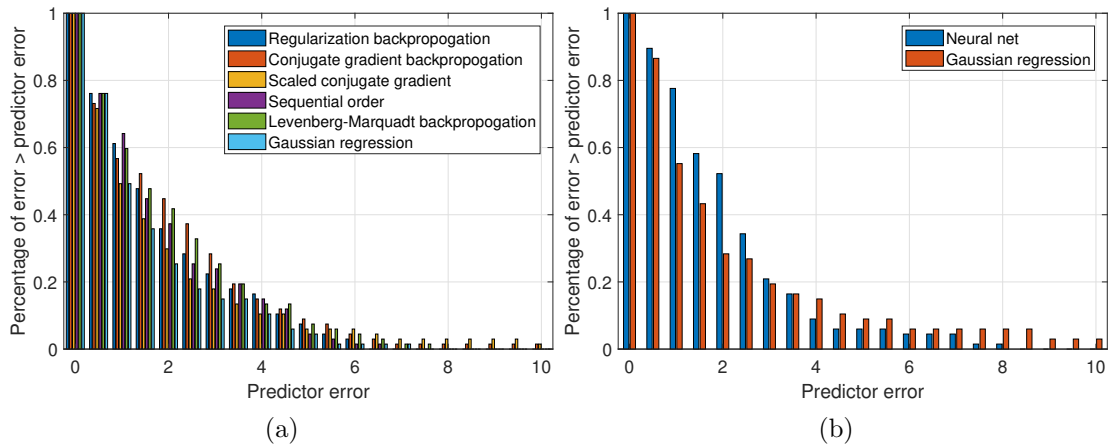 Percentage of error > predictor error
1
0.8
0.6
0.4
0.2
0
Regularization backpropogation
Conjugate gradient backpropogation
Scaled conjugate gradient
Sequential order
Levenberg-Marquadt backpropogation
Gaussian regression
0 2 4 6 8 10
Predictor error
(a)
Percentage of error > predictor error
1
0.8
0.6
0.4
0.2
0
Neural net
Gaussian regression
0 2 4 6 8 10
Predictor error
(b)